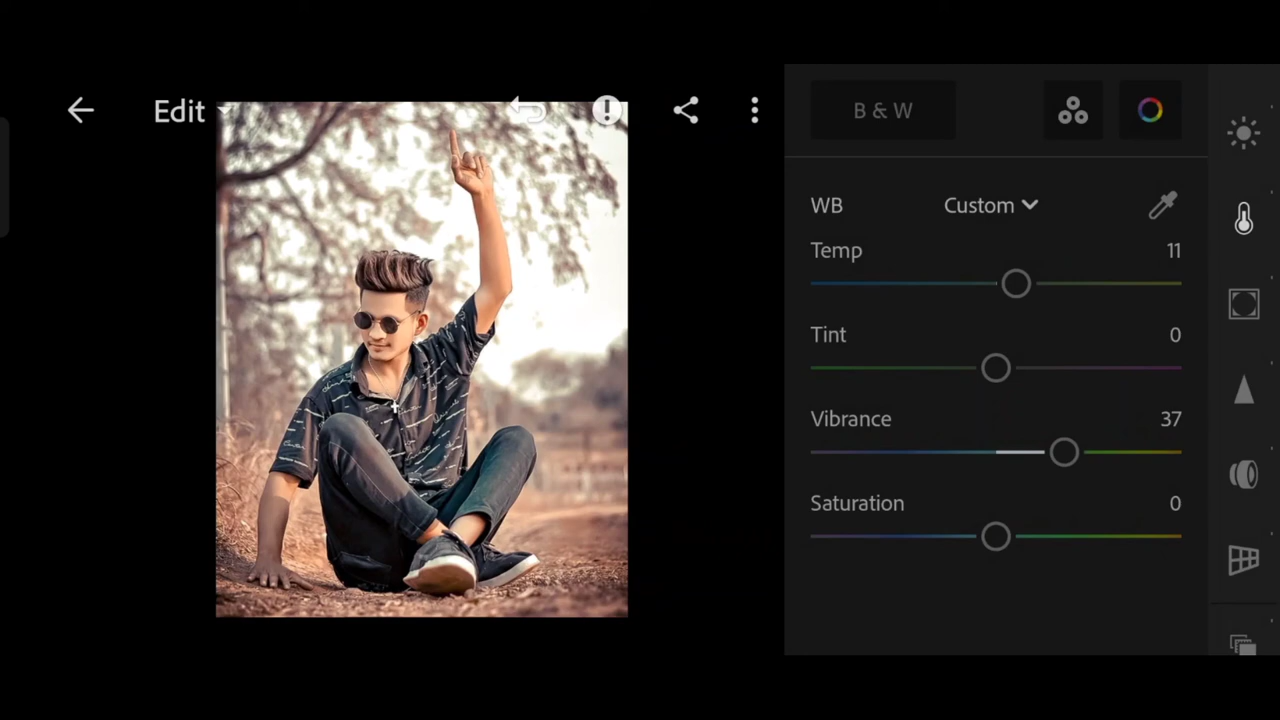 Edit
B & W
WB Custom
Temp 11
Tint 0
Vibrance 37
Saturation 0